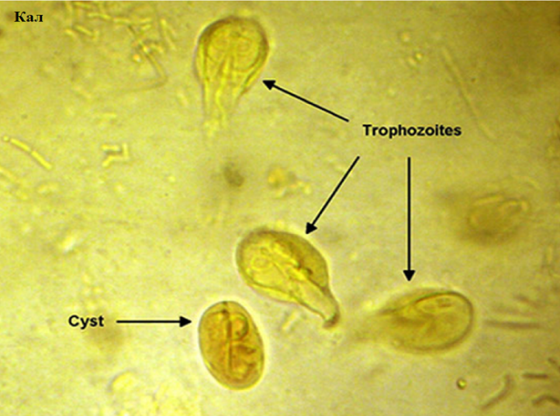 Кал
Trophozoites
Cyst